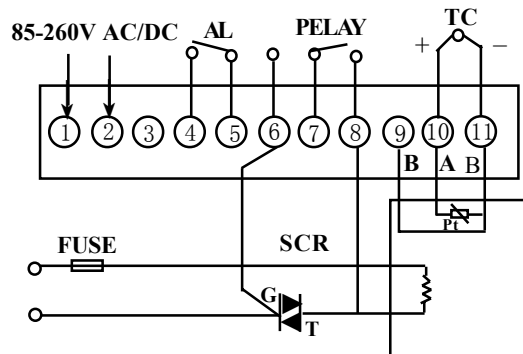 85-260V AC/DC AL PELAY TC
+ −
1 2 3 4 5 6 7 8 9 10 11
B A B
Pt
FUSE SCR
G
T